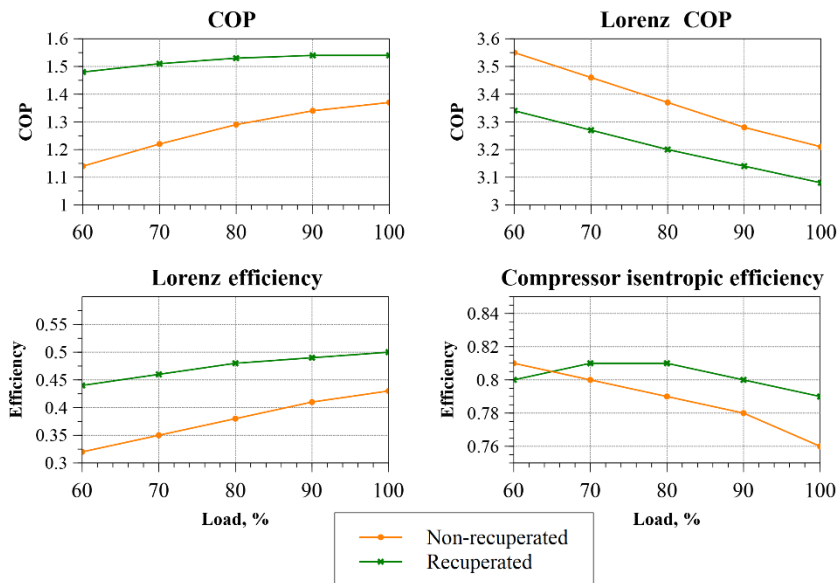 COP
1.6
1.5
1.4
1.3
1.2
1.1
1
COP
60 70 80 90 100
Lorenz COP
3.6
3.5
3.4
3.3
3.2
3.1
3
COP
60 70 80 90 100
Lorenz efficiency
0.55
0.5
0.45
0.4
0.35
0.3
Efficiency
60 70 80 90 100
Load, %
Compressor isentropic efficiency
0.84
0.82
0.8
0.78
0.76
Efficiency
60 70 80 90 100
Load, %
Non-recuperated
Recuperated